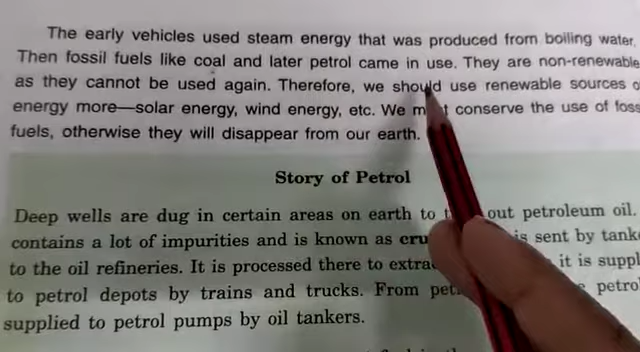 The early vehicles used steam energy that was produced from boiling water.
Then fossil fuels like coal and later petrol came in use. They are non-renewable
as they cannot be used again. Therefore, we should use renewable sources
energy more—solar energy, wind energy, etc. We conserve the use of
fuels, otherwise they will disappear from our earth.
Story of Petrol
Deep wells are dug in certain areas on earth to out petroleum oil.
contains a lot of impurities and is known as is sent by
to the oil refineries. It is processed there to it is
to petrol depots by trains and trucks. From
supplied to petrol pumps by oil tankers.